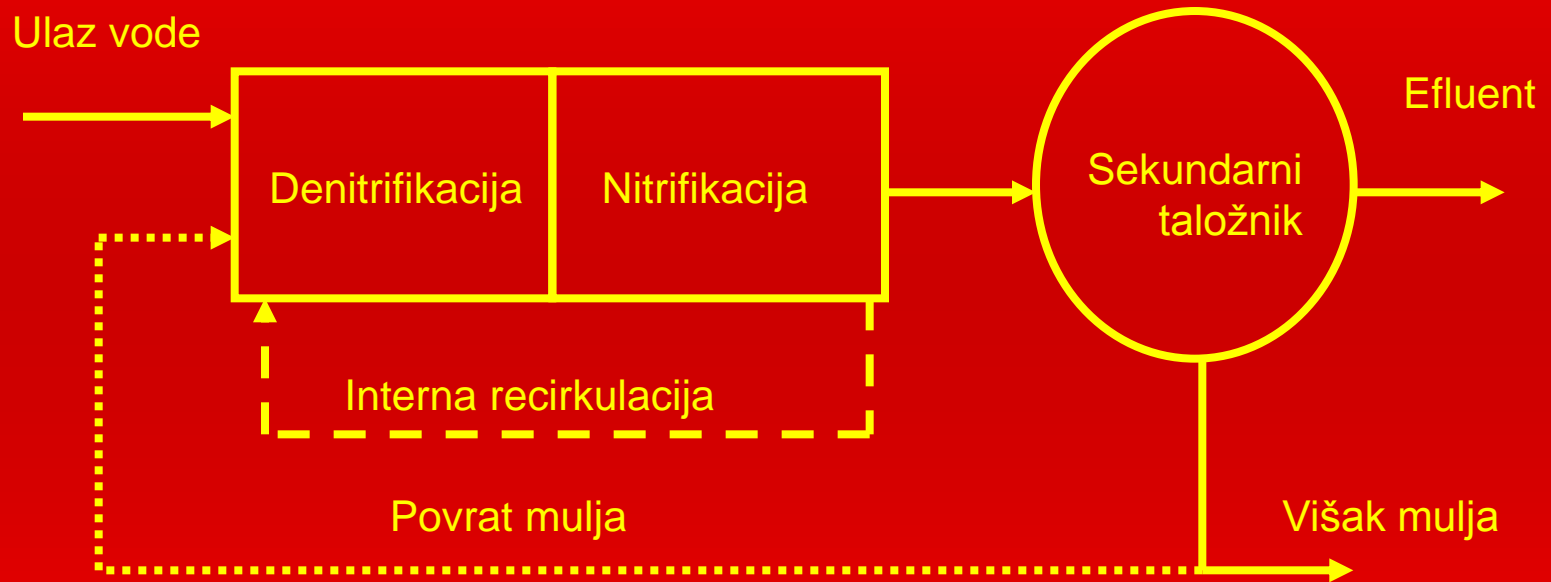 Ulaz vode
Efluent
Denitrifikacija
Nitrifikacija
Sekundarni
taložnik
Interna recirkulacija
Povrat mulja
Višak mulja